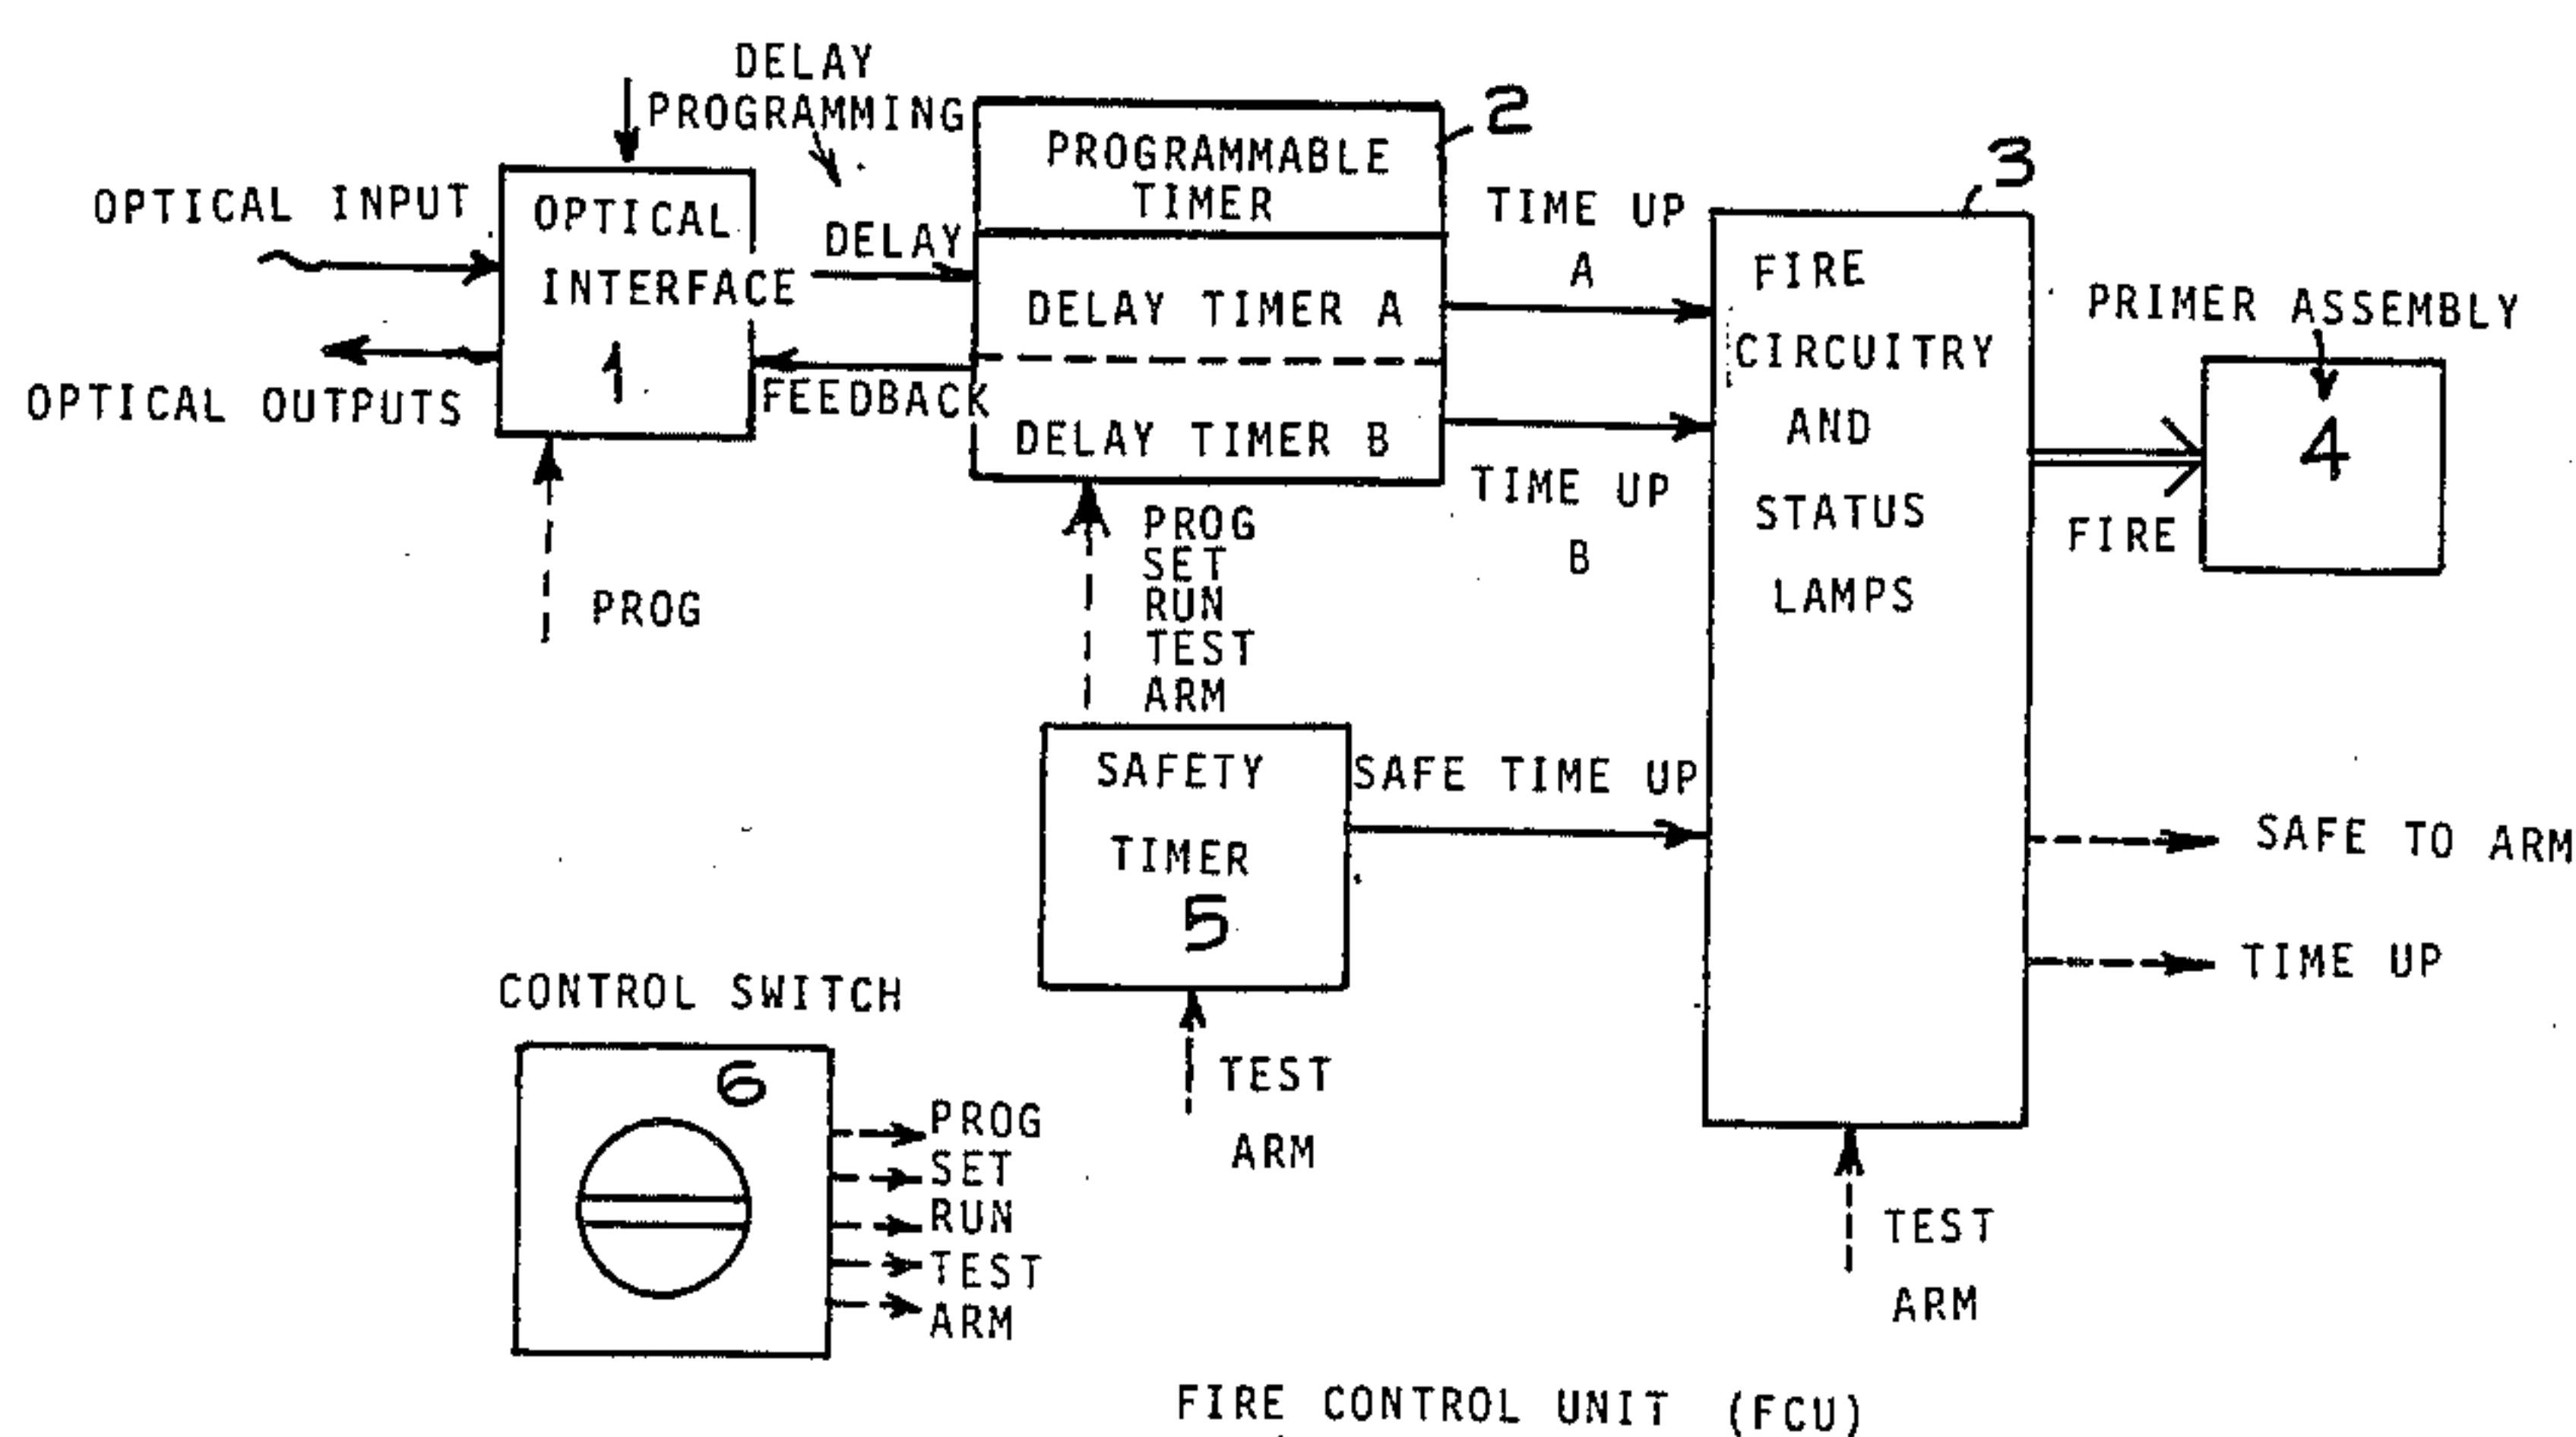 DELAY
PROGRAMMING
OPTICAL INPUT
OPTICAL OUTPUTS
OPTICAL
INTERFACE
1
PROG
DELAY
FEEDBACK
2
PROGRAMMABLE
TIMER
DELAY TIMER A
DELAY TIMER B
PROG
SET
RUN
TEST
ARM
TIME UP
A
TIME UP
B
3
FIRE
CIRCUITRY
AND
STATUS
LAMPS
PRIMER ASSEMBLY
4
FIRE
SAFETY
TIMER
5
SAFE TIME UP
TEST
ARM
SAFE TO ARM
TIME UP
TEST
ARM
CONTROL SWITCH
6
PROG
SET
RUN
TEST
ARM
FIRE CONTROL UNIT (FCU)